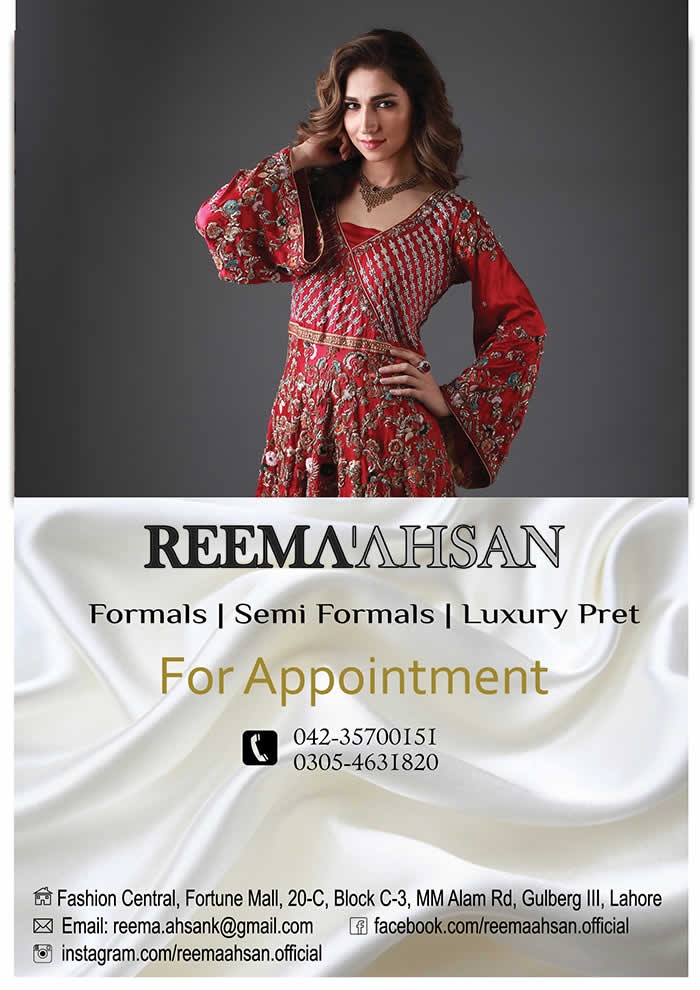 REEMA'AHSAN
Formals | Semi Formals | Luxury Pret
For Appointment
042-35700151
0305-4631820
Fashion Central, Fortune Mall, 20-C, Block C-3, MM Alam Rd, Gulberg III, Lahore
Email: reema.ahsank@gmail.com facebook.com/reemaahsan.official
instagram.com/reemaahsan.official